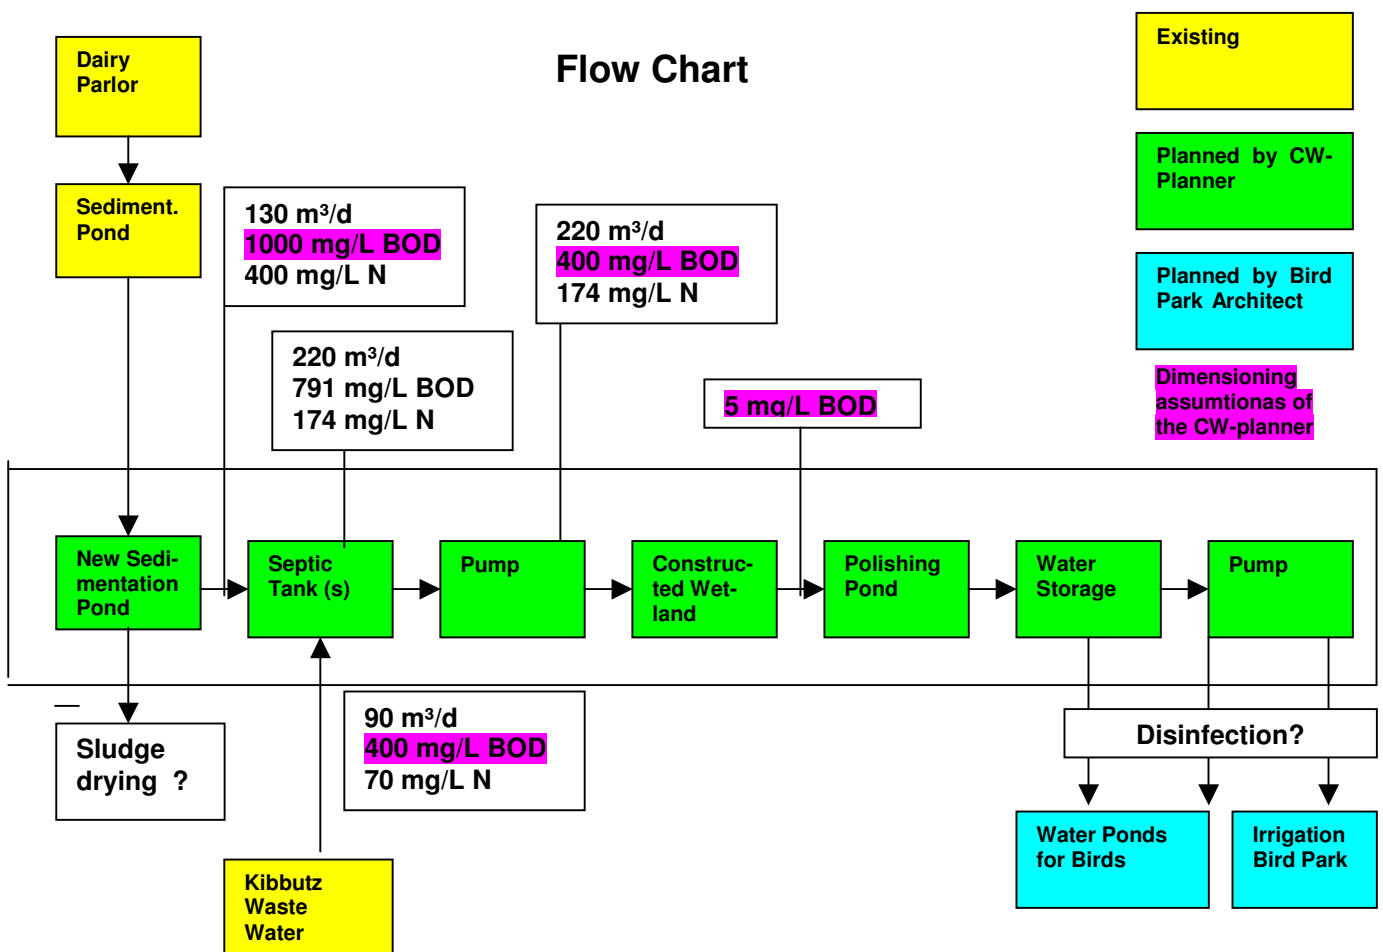 Flow Chart
Dairy
Parlor
Existing
Planned by CW-
Planner
Sediment.
Pond
130 m³/d
1000 mg/L BOD
400 mg/L N
220 m³/d
400 mg/L BOD
174 mg/L N
Planned by Bird
Park Architect
220 m³/d
791 mg/L BOD
174 mg/L N
5 mg/L BOD
Dimensioning
assumtionas of
the CW-planner
New Sedi-
mentation
Pond
Septic
Tank (s)
Pump
Construc-
ted Wet-
land
Polishing
Pond
Water
Storage
Pump
Sludge
drying ?
90 m³/d
400 mg/L BOD
70 mg/L N
Disinfection?
Water Ponds
for Birds
Irrigation
Bird Park
Kibbutz
Waste
Water